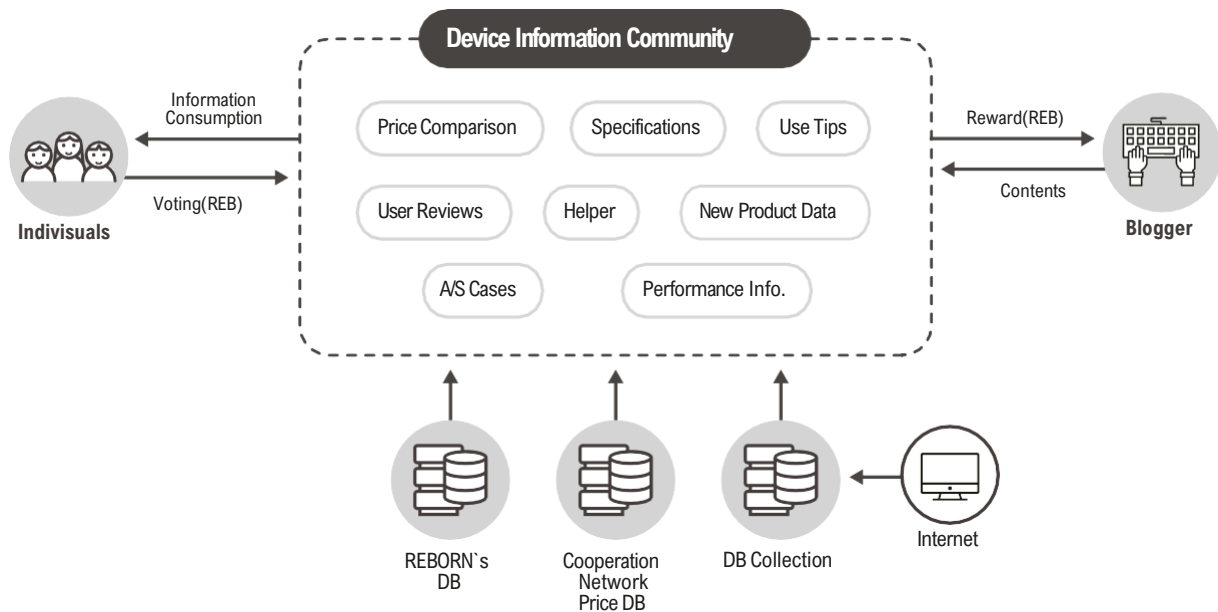 Device Information Community
Information
Consumption
Voting(REB)
Indivisuals
Price Comparison
Specifications
Use Tips
User Reviews
Helper
New Product Data
A/S Cases
Performance Info.
Reward(REB)
Contents
Blogger
REBORN`s
DB
Cooperation
Network
Price DB
DB Collection
Internet